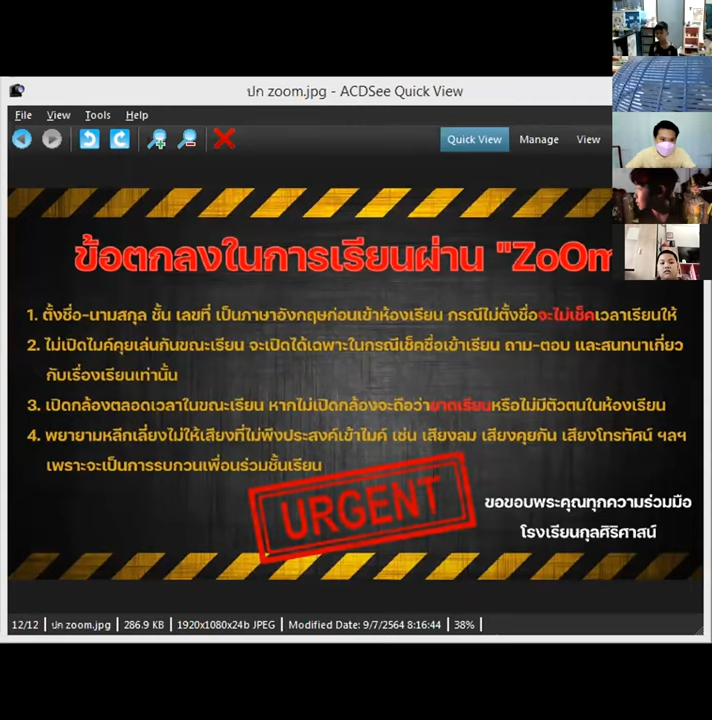 ปก zoom.jpg - ACDSee Quick View
File View Tools Help
Quick View Manage View
ข้อตกลงในการเรียนผ่าน "ZoOm
1. ตั้งชื่อ-นามสกุล ชั้น เลขที่ เป็นภาษาอังกฤษก่อนเข้าห้องเรียน กรณีไม่ตั้งชื่อจะไม่เช็คเวลาเรียนให้
2. ไม่เปิดไมค์คุยเล่นกันขณะเรียน จะเปิดได้เฉพาะในกรณีเช็คชื่อเข้าเรียน ถาม-ตอบ และสนทนาเกี่ยว
กับเรื่องเรียนเท่านั้น
3. เปิดกล้องตลอดเวลาในขณะเรียน หากไม่เปิดกล้องจะถือว่าขาดเรียนหรือไม่มีตัวตนในห้องเรียน
4. พยายามหลีกเลี่ยงไม่ให้เสียงที่ไม่พึงประสงค์เข้าไมค์ เช่น เสียงลม เสียงคุยกัน เสียงโทรทัศน์ ฯลฯ
เพราะจะเป็นการรบกวนเพื่อนร่วมชั้นเรียน
URGENT
ขอขอบพระคุณทุกความร่วมมือ
โรงเรียนกุลศิริศาสน์
12/12 ปก zoom.jpg 286.9 KB 1920x1080x24b JPEG Modified Date: 9/7/2564 8:16:44 38%